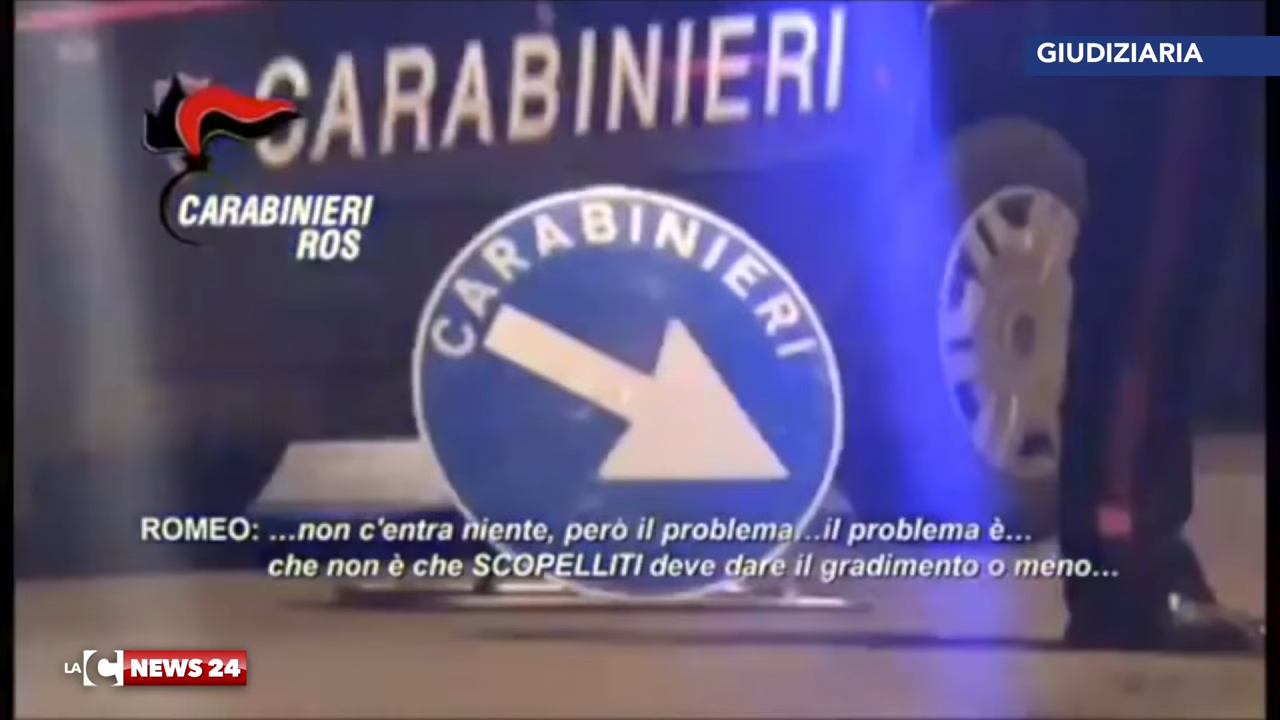 CARABINIERI
GIUDIZIARIA
CARABINIERI
ROS
CARABINIERI
ROMEO: ...non c'entra niente, però il problema...il problema è...
che non è che SCOPELLITI deve dare il gradimento o meno...
LA C NEWS 24